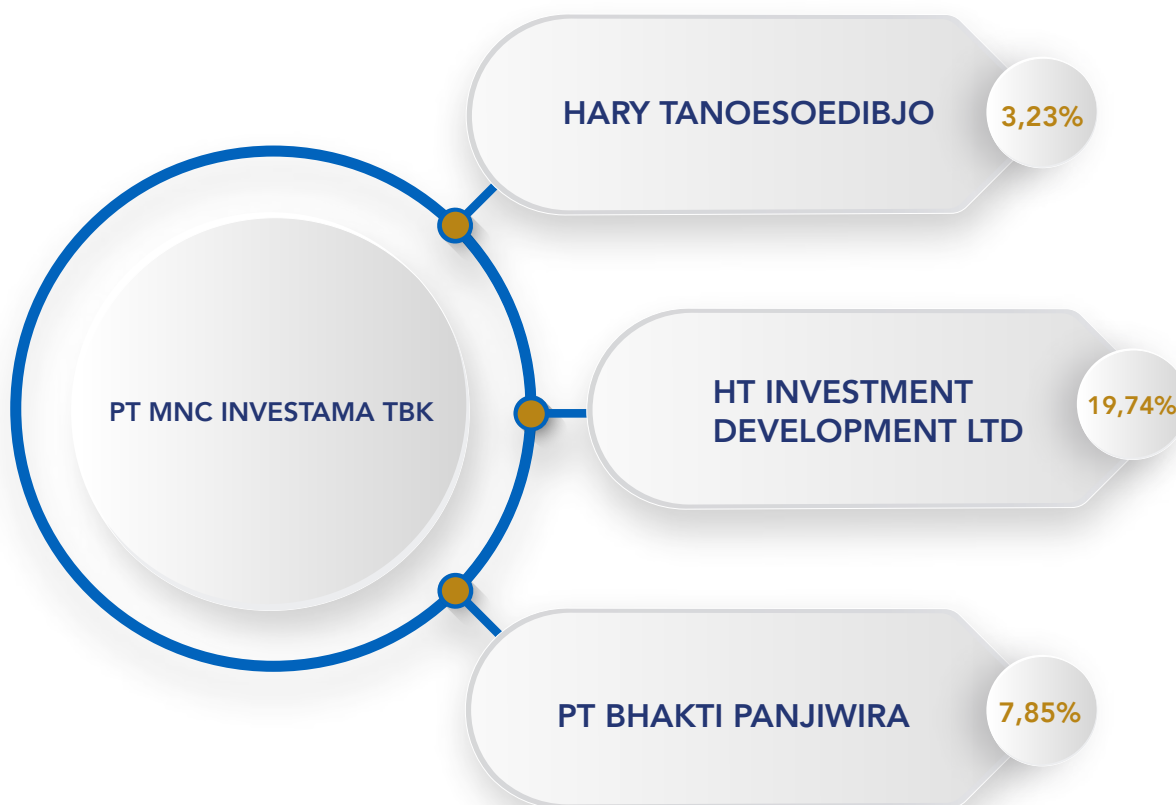 HARY TANOESOEDIBJO
3,23%
PT MNC INVESTAMA TBK
HT INVESTMENT
DEVELOPMENT LTD
19,74%
PT BHAKTI PANJIWIRA
7,85%